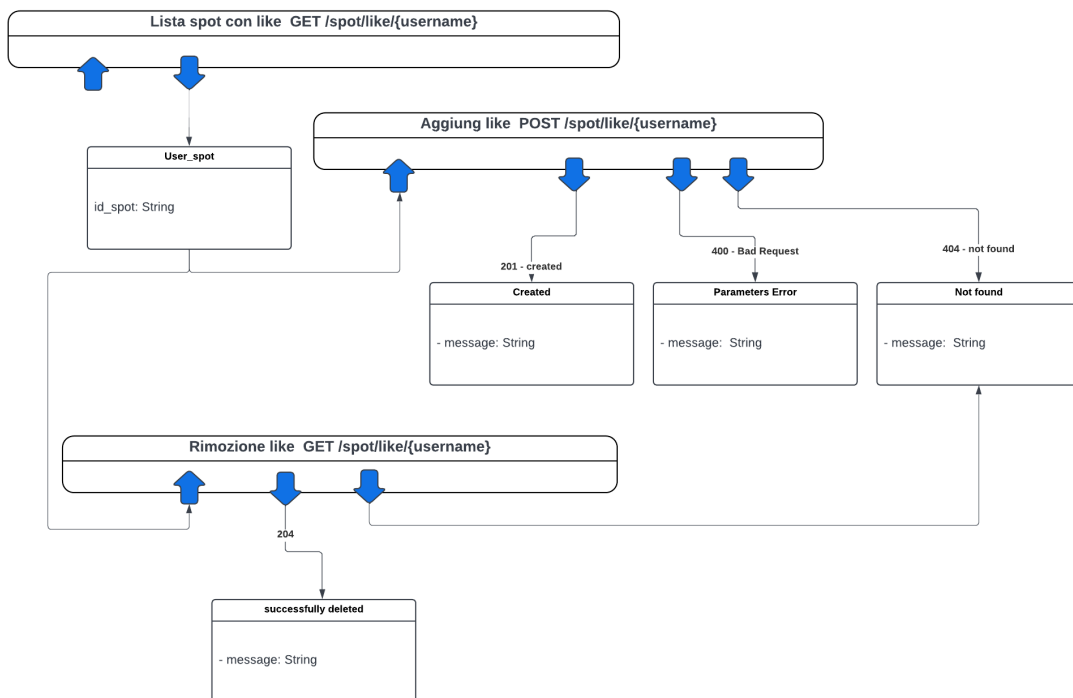 Lista spot con like  GET /spot/like/{username}
Aggiung like  POST /spot/like/{username}
User_spot
id_spot: String
201 - created
400 - Bad Request
404 - not found
Created
- message: String
Parameters Error
- message:  String
Not found
- message:  String
Rimozione like  GET /spot/like/{username}
204
successfully deleted
- message: String